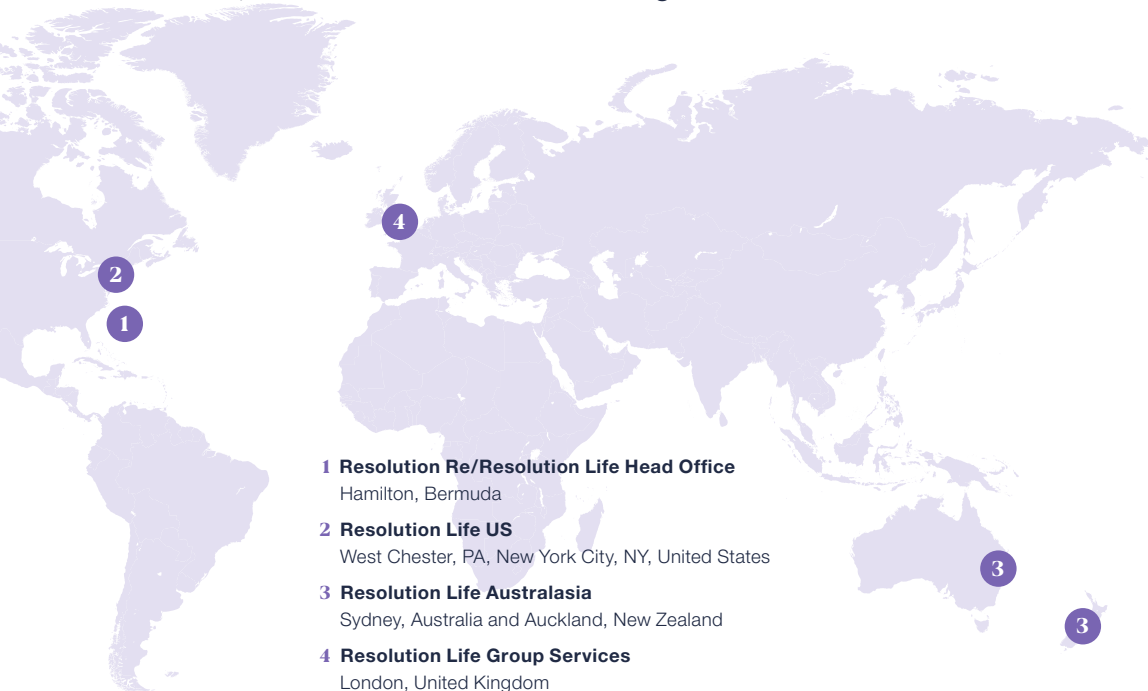 4
2
1
1 Resolution Re/Resolution Life Head Office
Hamilton, Bermuda
2 Resolution Life US
West Chester, PA, New York City, NY, United States
3 Resolution Life Australasia
Sydney, Australia and Auckland, New Zealand
4 Resolution Life Group Services
London, United Kingdom
3
3